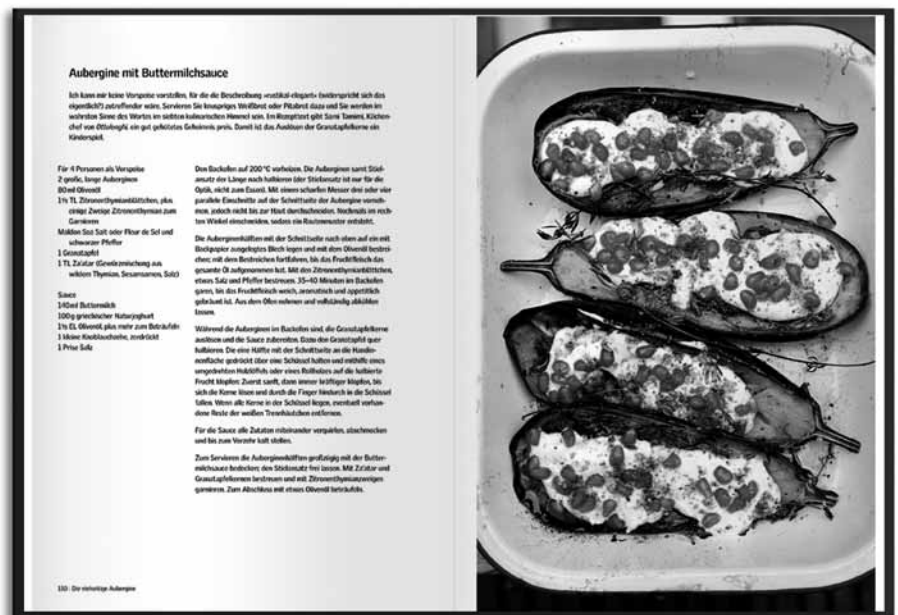 Aubergine mit Buttermilchsauce
Ich kann mir keine Vorspeise vorstellen, für die die Beschreibung »rustikal-elegant« (widerspricht sich das
eigentlich?) zutreffender wäre. Servieren Sie knuspriges Weißbrot oder Pitabrot dazu und Sie werden im
wahrsten Sinne des Wortes im siebten kulinarischen Himmel sein. Im Rezepttext gibt Sami Tamimi, Küchen-
chef von Ottolenghi, ein gut gehütetes Geheimnis preis. Damit ist das Auslösen der Granatapfelkerne ein
Kinderspiel.
Für 4 Personen als Vorspeise
2 große, lange Auberginen
80 ml Olivenöl
1½ TL Zitronenthymianblättchen, plus
einige Zweige Zitronenthymian zum
Garnieren
Maldon Sea Salt oder Fleur de Sel und
schwarzer Pfeffer
1 Granatapfel
1 TL Za'atar (Gewürzmischung aus
wildem Thymian, Sesamsamen, Salz)
Sauce
140 ml Buttermilch
100 g griechischer Naturjoghurt
1½ EL Olivenöl, plus mehr zum Beträufeln
1 kleine Knoblauchzehe, zerdrückt
1 Prise Salz
Den Backofen auf 200 °C vorheizen. Die Auberginen samt Stiel-
ansatz der Länge nach halbieren (der Stielansatz ist nur für die
Optik, nicht zum Essen). Mit einem scharfen Messer drei oder vier
parallele Einschnitte auf der Schnittseite der Aubergine vorneh-
men, jedoch nicht bis zur Haut durchschneiden. Nochmals im rech-
ten Winkel einschneiden, sodass ein Rautenmuster entsteht.
Die Auberginenhälften mit der Schnittseite nach oben auf ein mit
Backpapier ausgelegtes Blech legen und mit dem Olivenöl bestrei-
chen; mit dem Bestreichen fortfahren, bis das Fruchtfleisch das
gesamte Öl aufgenommen hat. Mit den Zitronenthymianblättchen,
etwas Salz und Pfeffer bestreuen. 35–40 Minuten im Backofen
garen, bis das Fruchtfleisch weich, aromatisch und appetitlich
gebräunt ist. Aus dem Ofen nehmen und vollständig abkühlen
lassen.
Während die Auberginen im Backofen sind, die Granatapfelkerne
auslösen und die Sauce zubereiten. Dazu den Granatapfel quer
halbieren. Die eine Hälfte mit der Schnittseite an die Handin-
nenfläche gedrückt über eine Schüssel halten und mithilfe eines
umgedrehten Holzlöffels oder eines Rollholzes auf die halbierte
Frucht klopfen: Zuerst sanft, dann immer kräftiger klopfen, bis
sich die Kerne lösen und durch die Finger hindurch in die Schüssel
fallen. Wenn alle Kerne in der Schüssel liegen, eventuell vorhan-
dene Reste der weißen Trennhäutchen entfernen.
Für die Sauce alle Zutaten miteinander verquirlen, abschmecken
und bis zum Verzehr kalt stellen.
Zum Servieren die Auberginenhälften großzügig mit der Butter-
milchsauce bedecken; den Stielansatz frei lassen. Mit Za'atar und
Granatapfelkernen bestreuen und mit Zitronenthymianzweigen
garnieren. Zum Abschluss mit etwas Olivenöl beträufeln.
110 : Die vielseitige Aubergine